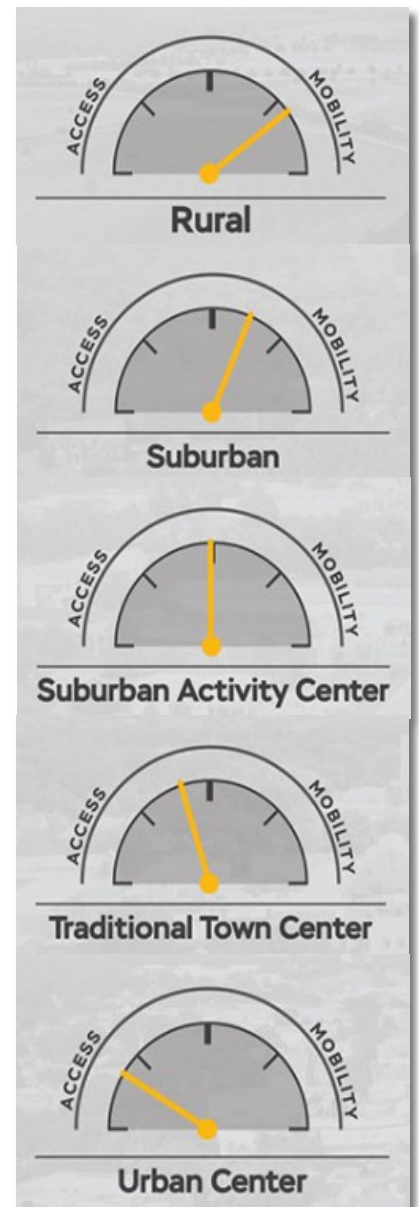 ACCESS
MOBILITY
Rural
ACCESS
MOBILITY
Suburban
ACCESS
MOBILITY
Suburban Activity Center
ACCESS
MOBILITY
Traditional Town Center
ACCESS
MOBILITY
Urban Center